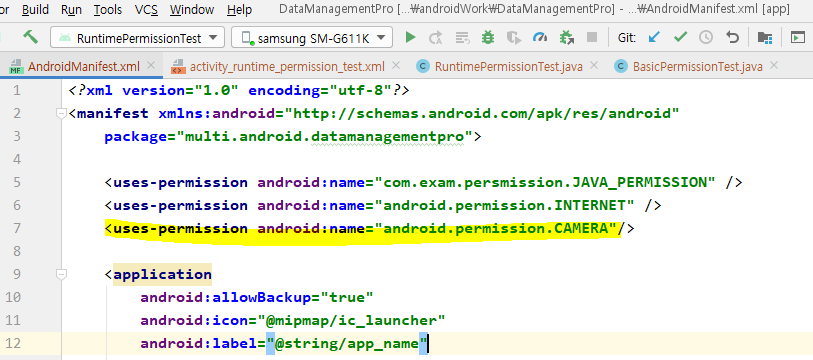 or Build Run Tools VCS Window Help DataManagementPro [...₩androidWork₩DataManagementPro] - ...₩AndroidManifest.xml [app]
RuntimePermissionTest samsung SM-G611K Git:
AndroidManifest.xml activity_runtime_permission_test.xml RuntimePermissionTest.java BasicPermissionTest.java
1 <?xml version="1.0" encoding="utf-8"?>
2 <manifest xmlns:android="http://schemas.android.com/apk/res/android"
3 package="multi.android.datamanagementpro">
4
5 <uses-permission android:name="com.exam.persmission.JAVA_PERMISSION" />
6 <uses-permission android:name="android.permission.INTERNET" />
7 <uses-permission android:name="android.permission.CAMERA"/>
8
9 <application
10 android:allowBackup="true"
11 android:icon="@mipmap/ic_launcher"
12 android:label="@string/app_name"